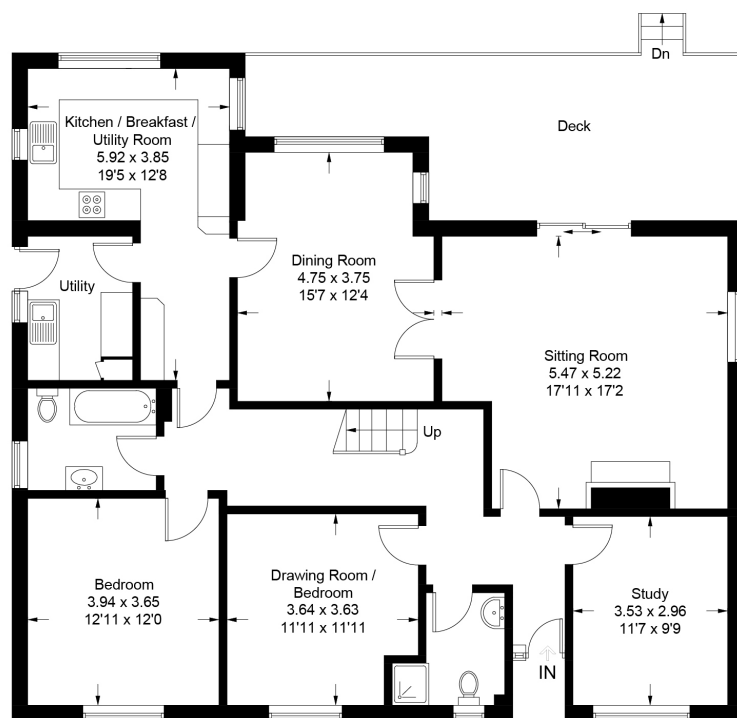 Dn
Deck
Kitchen / Breakfast /
Utility Room
5.92 x 3.85
19'5 x 12'8
Utility
Dining Room
4.75 x 3.75
15'7 x 12'4
Sitting Room
5.47 x 5.22
17'11 x 17'2
Up
Bedroom
3.94 x 3.65
12'11 x 12'0
Drawing Room /
Bedroom
3.64 x 3.63
11'11 x 11'11
Study
3.53 x 2.96
11'7 x 9'9
IN